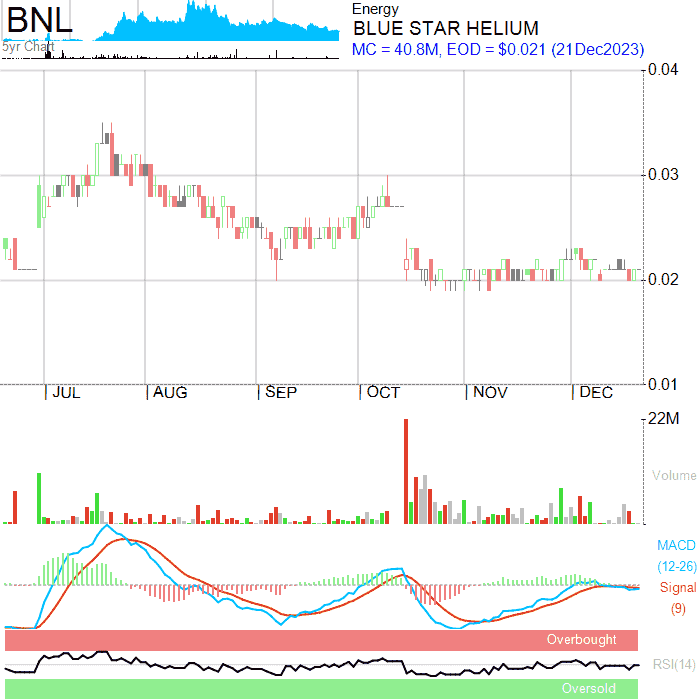 BNL
5yr Chart
Energy
BLUE STAR HELIUM
MC = 40.8M, EOD = $0.021 (21Dec2023)
0.04
0.03
0.02
0.01
JUL AUG SEP OCT NOV DEC
22M
Volume
MACD
(12-26)
Signal
(9)
Overbought
RSI(14)
Oversold